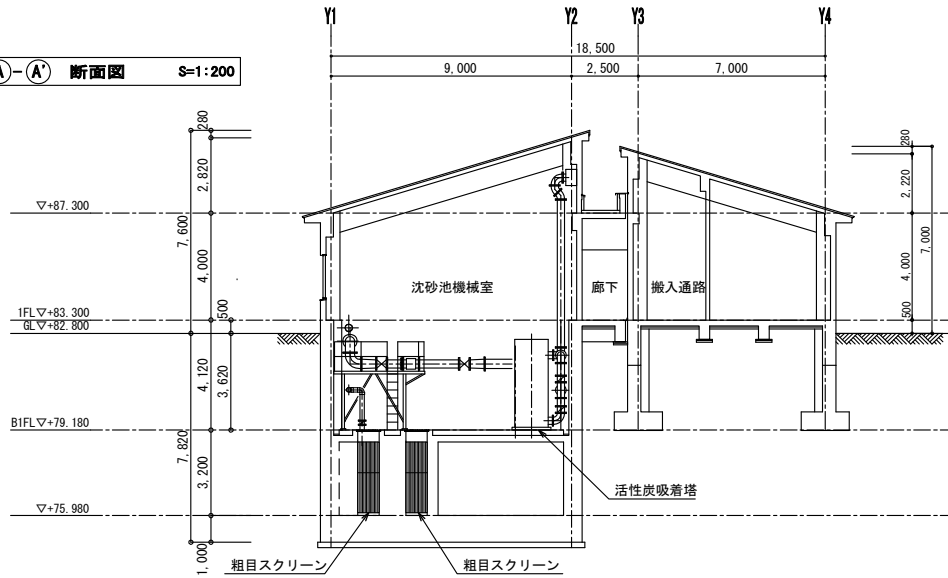 Y1 Y2 Y3 Y4
18,500
9,000 2,500 7,000
A-A' 断面図 S=1:200
280
2,820
▽+87.300
7,600
4,000
500
1FL▽+83.300
GL▽+82.800
4,120
3,620
B1FL▽+79.180
7,820
3,200
▽+75.980
1,000
沈砂池機械室
廊下
搬入通路
280
2,220
7,000
4,000
500
活性炭吸着塔
粗目スクリーン
粗目スクリーン